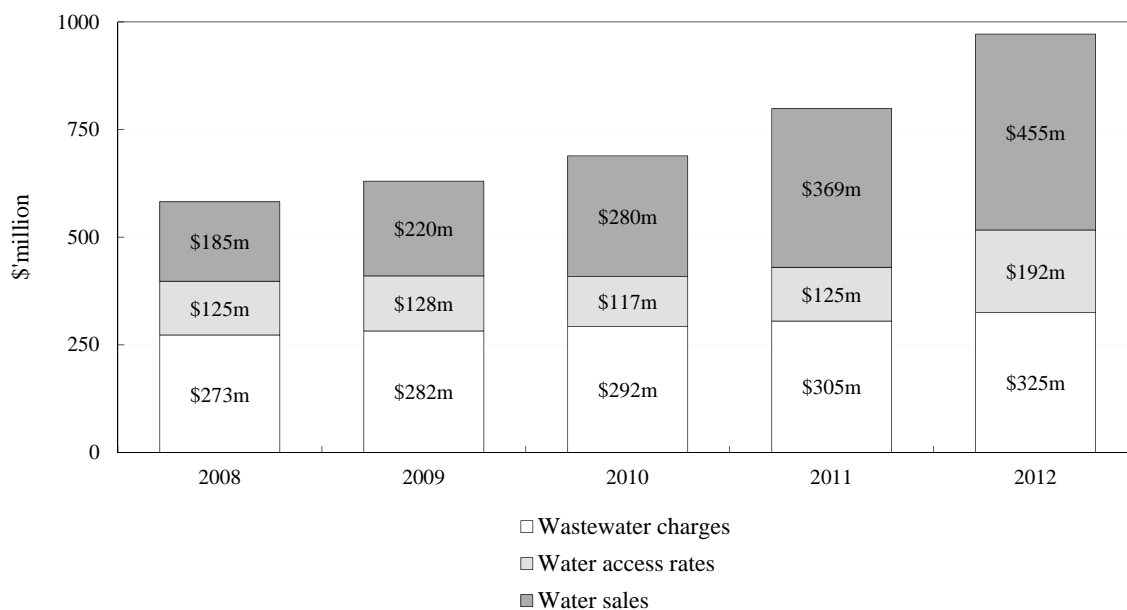 1000
750
500
250
0
$'million
$185m
$125m
$273m
$220m
$128m
$282m
$280m
$117m
$292m
$369m
$125m
$305m
$455m
$192m
$325m
2008
2009
2010
2011
2012
Wastewater charges
Water access rates
Water sales